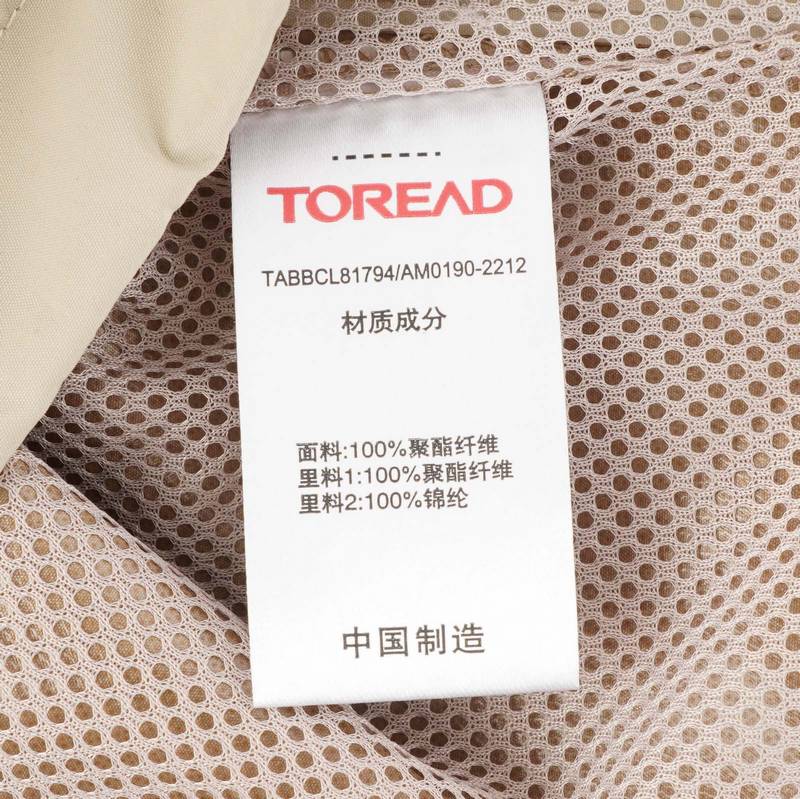 TOREAD
TABBCL81794/AM0190-2212
材质成分
面料:100%聚酯纤维
里料1:100%聚酯纤维
里料2:100%锦纶
中国制造